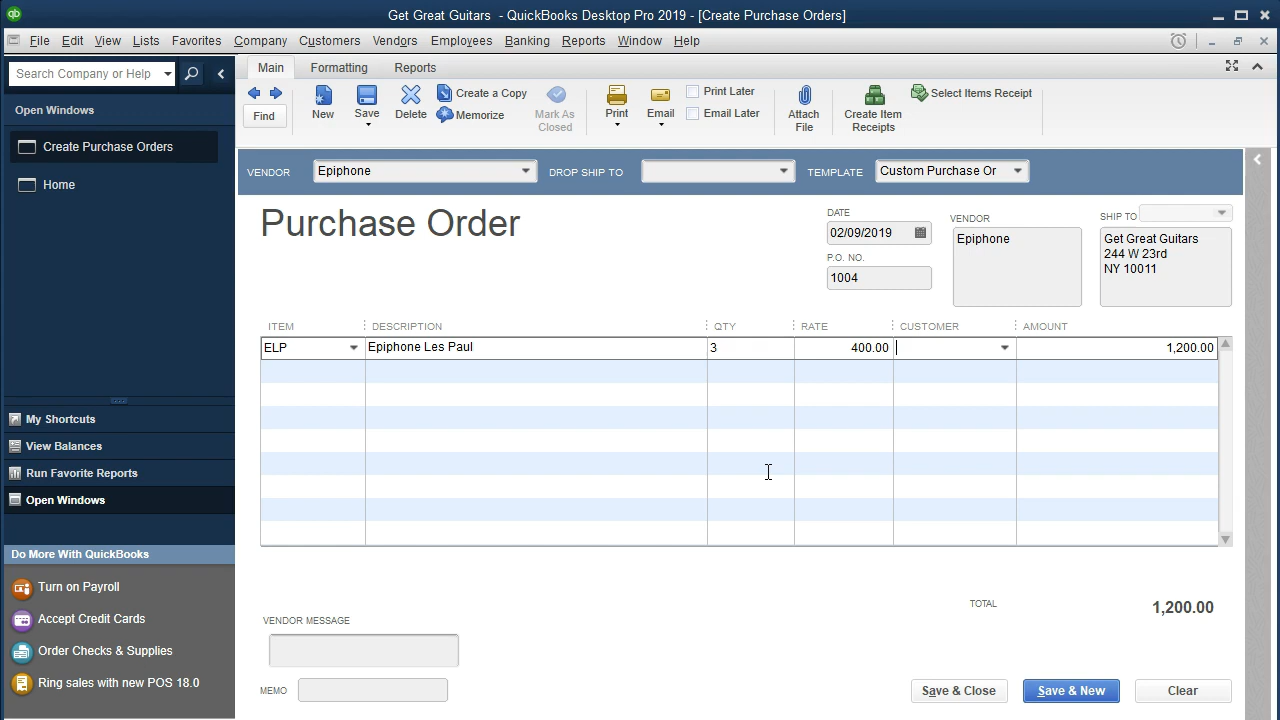 Get Great Guitars - QuickBooks Desktop Pro 2019 - [Create Purchase Orders]
File Edit View Lists Favorites Company Customers Vendors Employees Banking Reports Window Help
Search Company or Help
Main Formatting Reports
Find
New
Save
Delete
Create a Copy
Memorize
Mark As
Closed
Print
Email
Print Later
Email Later
Attach
File
Create Item
Receipts
Select Items Receipt
Open Windows
Create Purchase Orders
Home
My Shortcuts
View Balances
Run Favorite Reports
Open Windows
Do More With QuickBooks
Turn on Payroll
Accept Credit Cards
Order Checks & Supplies
Ring sales with new POS 18.0
VENDOR Epiphone DROP SHIP TO TEMPLATE Custom Purchase Or
Purchase Order
DATE
02/09/2019
P.O. NO.
1004
VENDOR
Epiphone
SHIP TO
Get Great Guitars
244 W 23rd
NY 10011
ITEM DESCRIPTION QTY RATE CUSTOMER AMOUNT
ELP Epiphone Les Paul 3 400.00 1,200.00
TOTAL 1,200.00
VENDOR MESSAGE
MEMO
Save & Close Save & New Clear